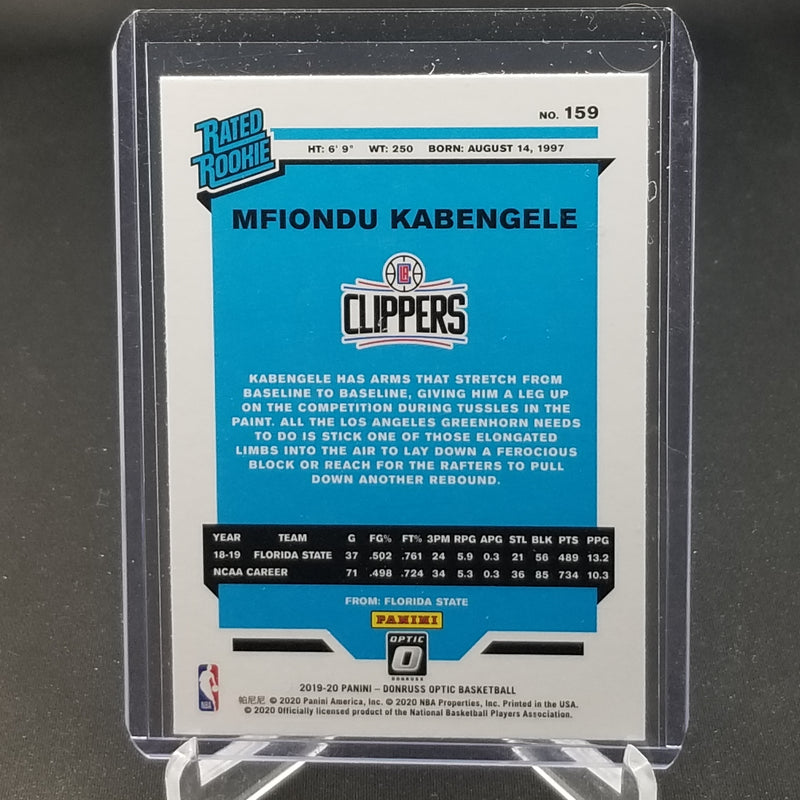 NO. 159
RATED
ROOKIE
HT: 6' 9" WT: 250 BORN: AUGUST 14, 1997
MFIONDU KABENGELE
LAC
CLIPPERS
KABENGELE HAS ARMS THAT STRETCH FROM
BASELINE TO BASELINE, GIVING HIM A LEG UP
ON THE COMPETITION DURING TUSSLES IN THE
PAINT. ALL THE LOS ANGELES GREENHORN NEEDS
TO DO IS STICK ONE OF THOSE ELONGATED
LIMBS INTO THE AIR TO LAY DOWN A FEROCIOUS
BLOCK OR REACH FOR THE RAFTERS TO PULL
DOWN ANOTHER REBOUND.
YEAR TEAM G FG% FT% 3PM RPG APG STL BLK PTS PPG
18-19 FLORIDA STATE 37 .502 .761 24 5.9 0.3 21 56 489 13.2
NCAA CAREER 71 .498 .724 34 5.3 0.3 36 85 734 10.3
FROM: FLORIDA STATE
PANINI
OPTIC
O
DONRUSS
2019-20 PANINI – DONRUSS OPTIC BASKETBALL
帕尼尼 © 2020 Panini America, Inc. © 2020 NBA Properties, Inc. Printed in the USA.
© 2020 Officially licensed product of the National Basketball Players Association.
NBA